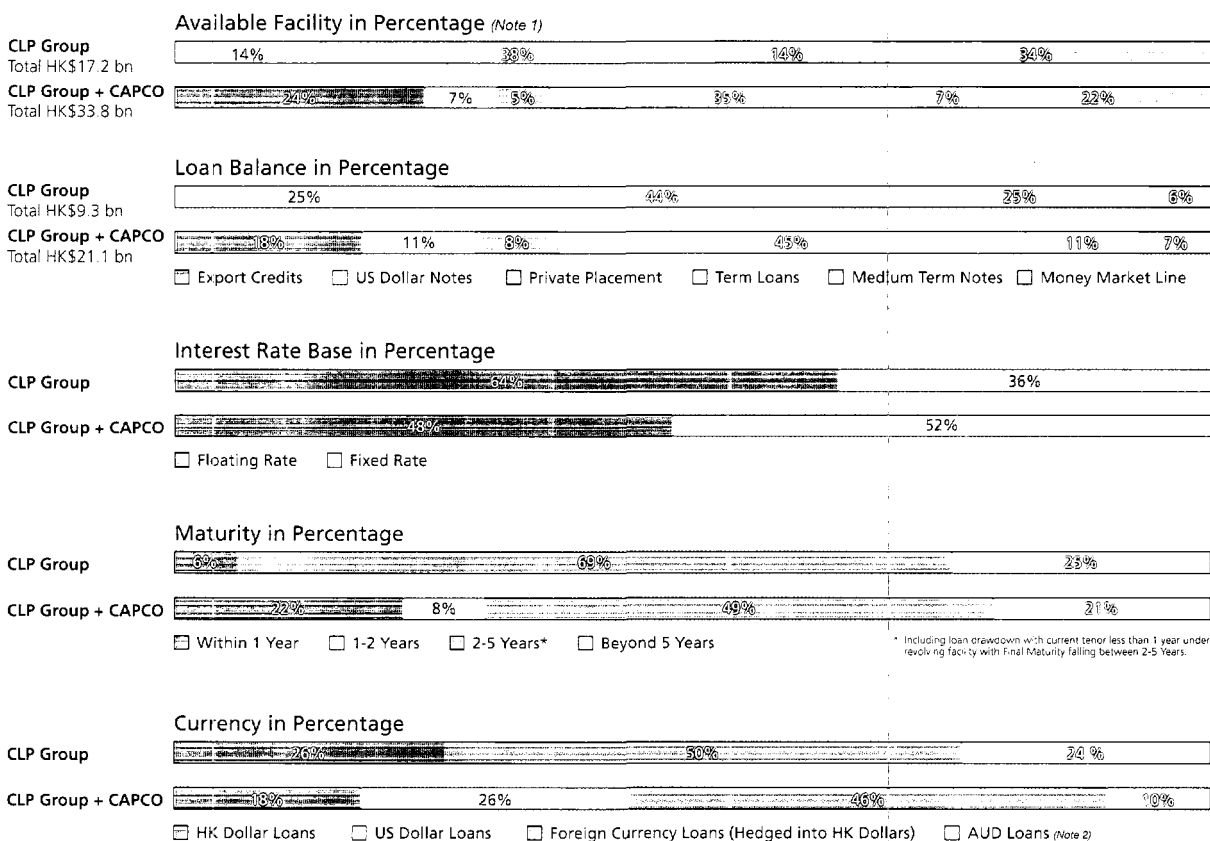 Available Facility in Percentage (Note 1)
CLP Group
Total HK$17.2 bn
14% 38% 14% 34%
CLP Group + CAPCO
Total HK$33.8 bn
24% 7% 5% 35% 7% 22%
Loan Balance in Percentage
CLP Group
Total HK$9.3 bn
25% 44% 25% 6%
CLP Group + CAPCO
Total HK$21.1 bn
18% 11% 8% 45% 11% 7%
Export Credits US Dollar Notes Private Placement Term Loans Medium Term Notes Money Market Line
Interest Rate Base in Percentage
CLP Group 64% 36%
CLP Group + CAPCO 48% 52%
Floating Rate Fixed Rate
Maturity in Percentage
CLP Group 6% 69% 25%
CLP Group + CAPCO 22% 8% 49% 21%
Within 1 Year 1-2 Years 2-5 Years* Beyond 5 Years
* Including loan drawdown with current tenor less than 1 year under
revolving facility with Final Maturity falling between 2-5 Years.
Currency in Percentage
CLP Group 26% 50% 24 %
CLP Group + CAPCO 18% 26% 46% 10%
HK Dollar Loans US Dollar Loans Foreign Currency Loans (Hedged into HK Dollars) AUD Loans (Note 2)